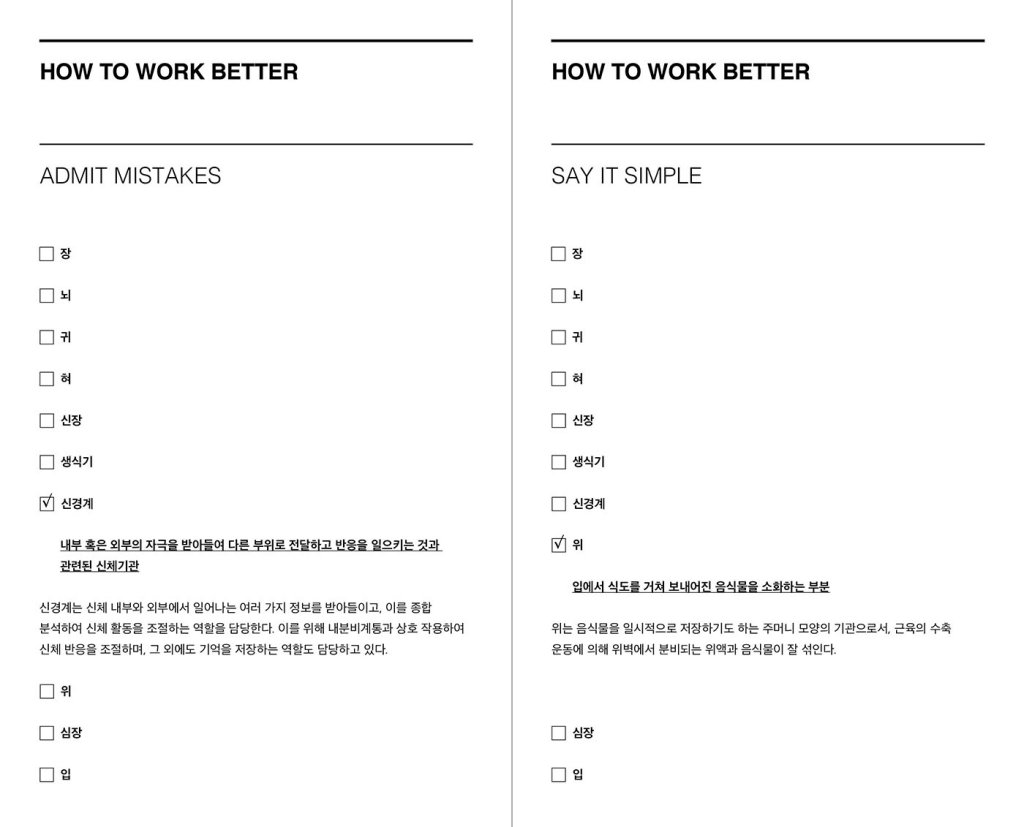 HOW TO WORK BETTER
ADMIT MISTAKES
장
뇌
귀
혀
신장
생식기
신경계
내부 혹은 외부의 자극을 받아들여 다른 부위로 전달하고 반응을 일으키는 것과
관련된 신체기관
신경계는 신체 내부와 외부에서 일어나는 여러 가지 정보를 받아들이고, 이를 종합
분석하여 신체 활동을 조절하는 역할을 담당한다. 이를 위해 내분비계통과 상호 작용하여
신체 반응을 조절하며, 그 외에도 기억을 저장하는 역할도 담당하고 있다.
위
심장
입
HOW TO WORK BETTER
SAY IT SIMPLE
장
뇌
귀
혀
신장
생식기
신경계
위
입에서 식도를 거쳐 보내어진 음식물을 소화하는 부분
위는 음식물을 일시적으로 저장하기도 하는 주머니 모양의 기관으로서, 근육의 수축
운동에 의해 위벽에서 분비되는 위액과 음식물이 잘 섞인다.
심장
입